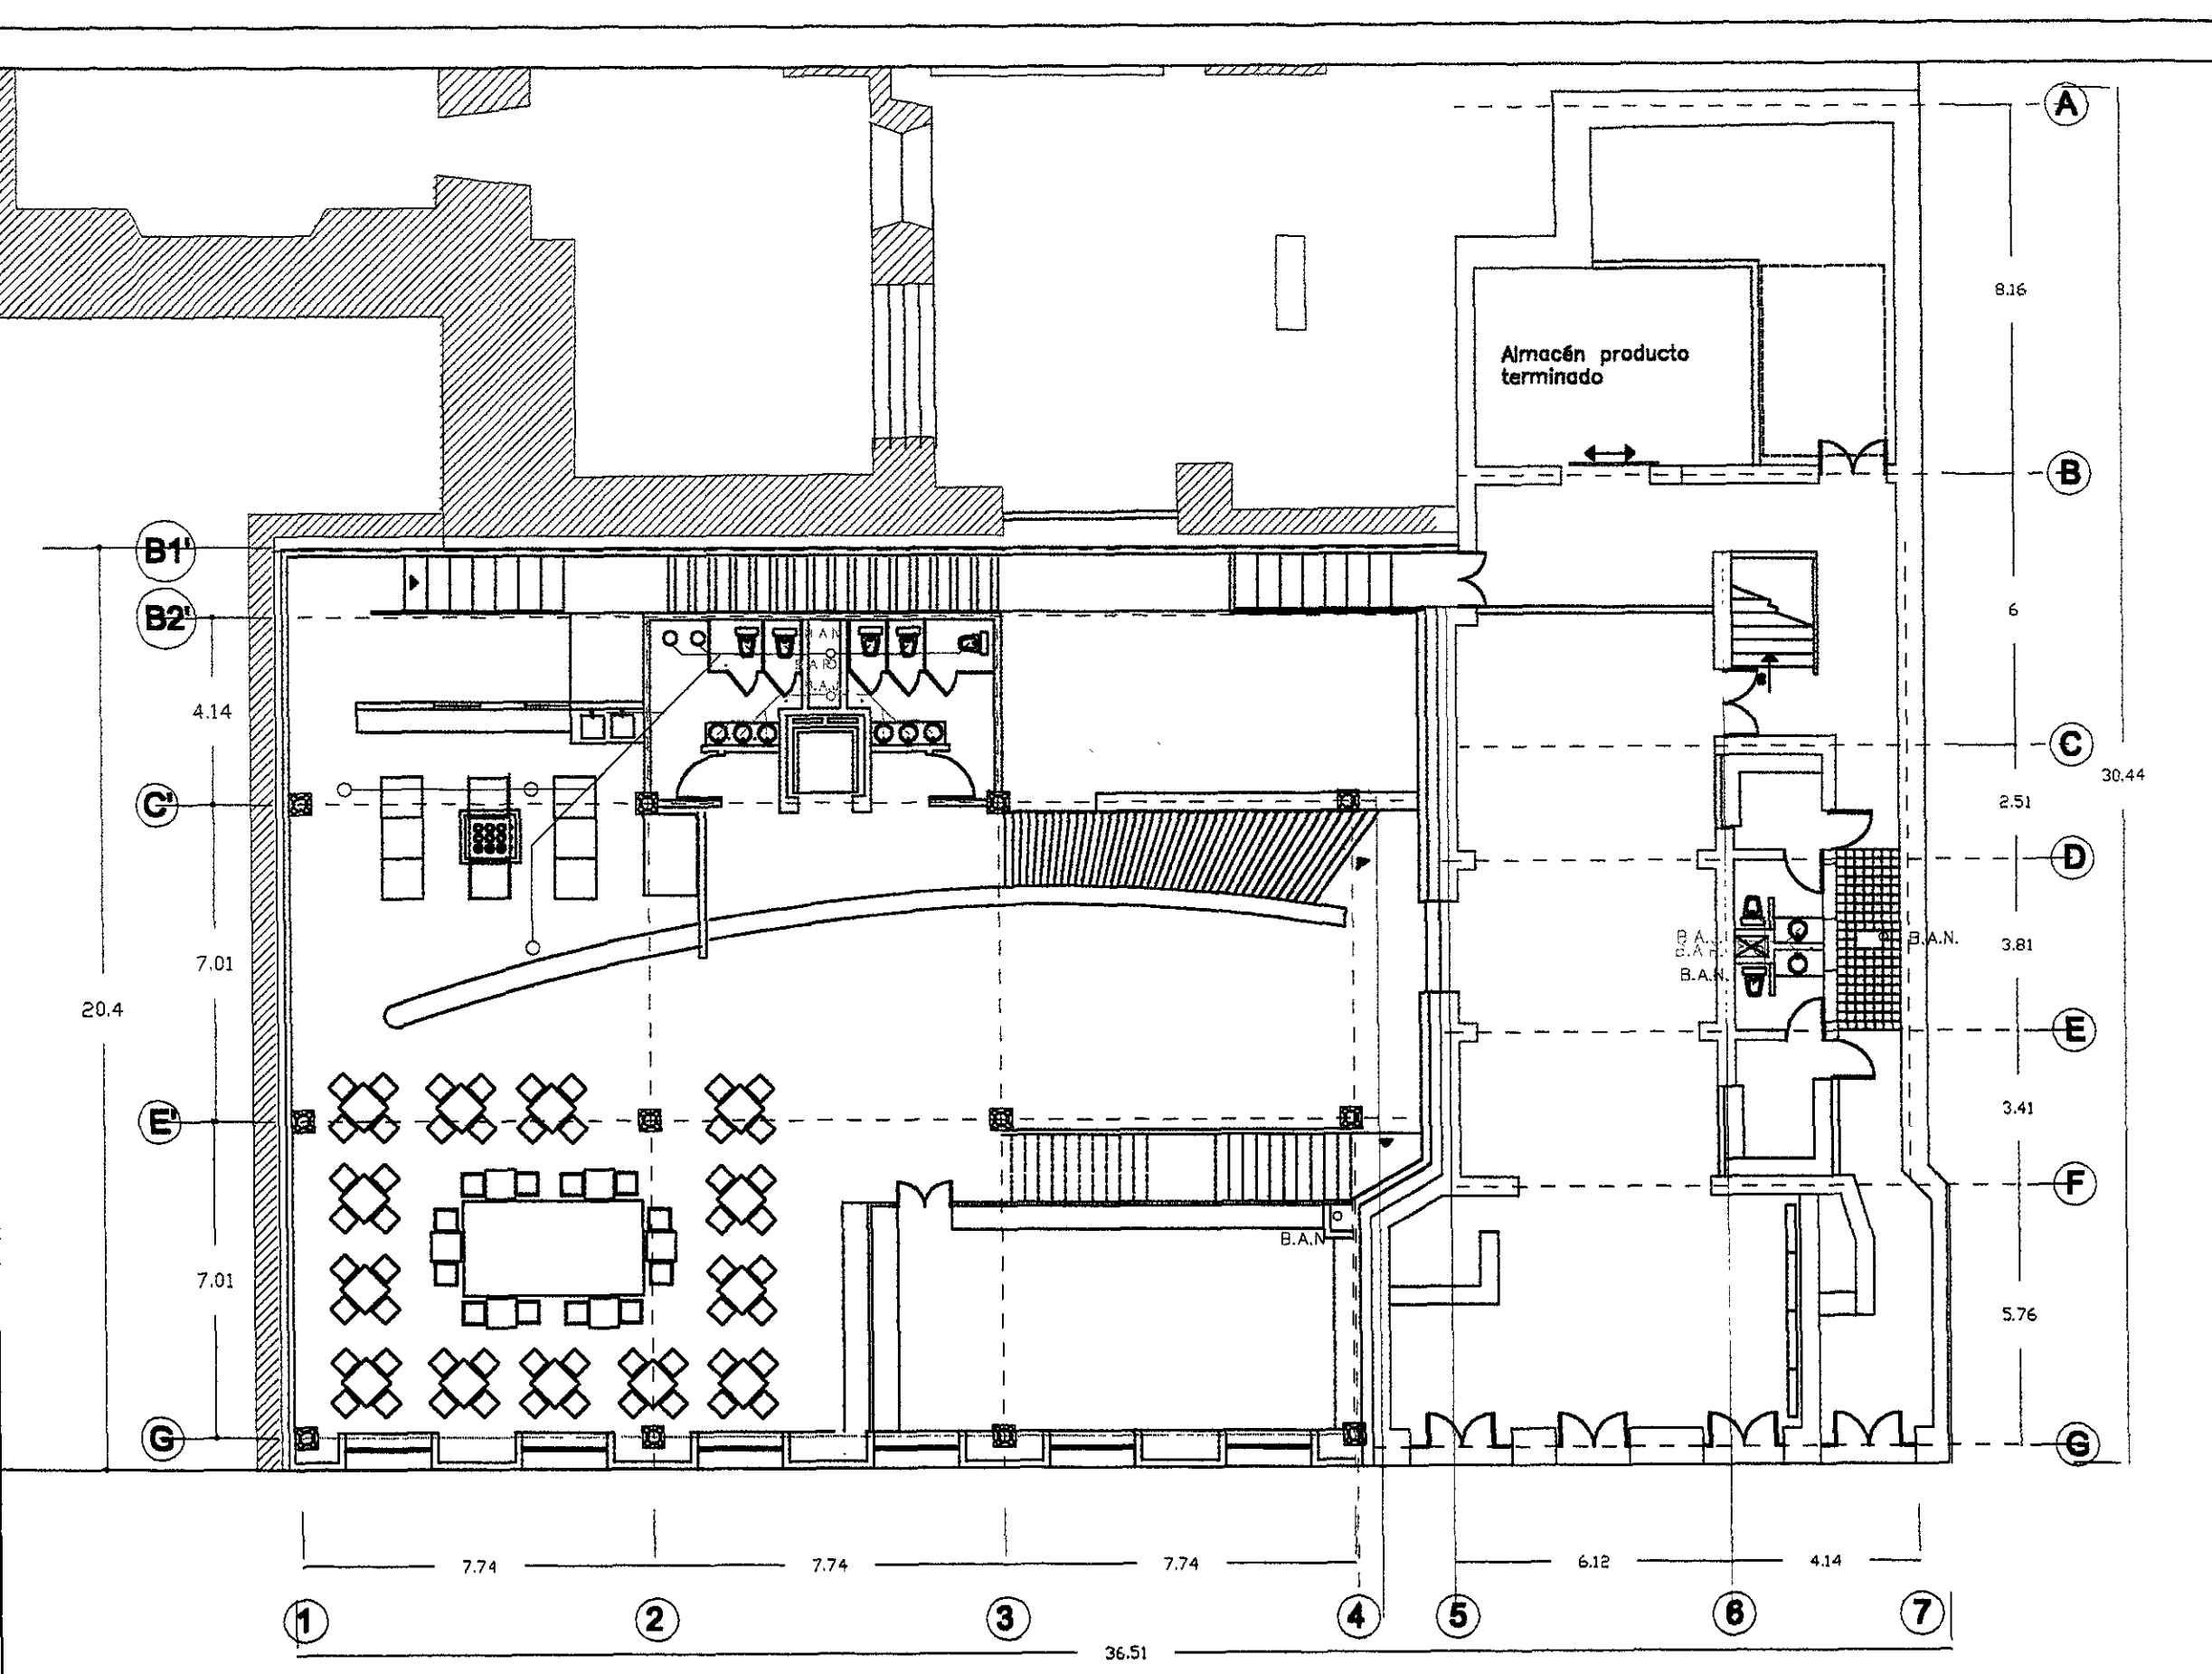 A
8.16
Almacén producto
terminado
B
B1'
B2'
6
B.A.N
4.14
C
30.44
C'
2.51
D
B.A.N.
3.81
B.A.N.
7.01
20.4
E
3.41
E'
F
B.A.N
7.01
5.76
G
G
7.74
7.74
7.74
6.12
4.14
1
2
3
4
5
6
7
36.51